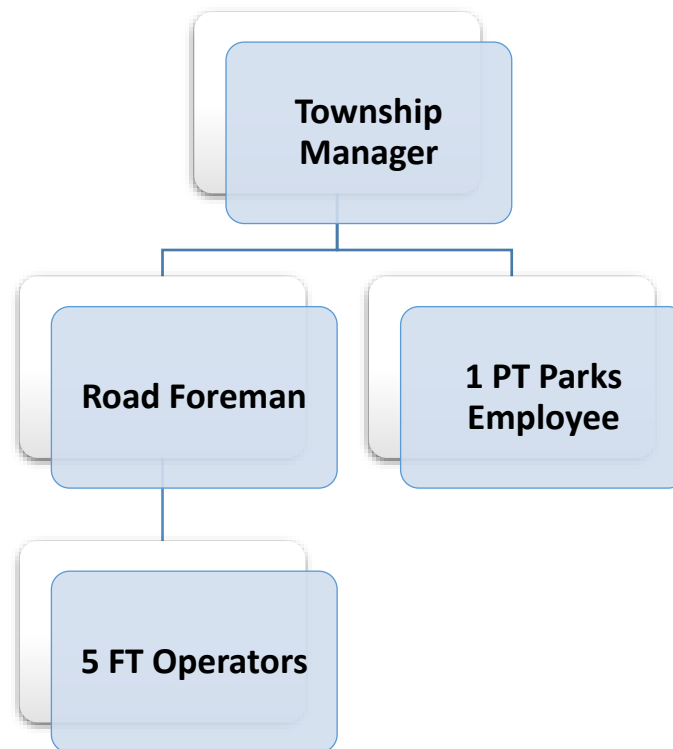 Township
Manager
Road Foreman
1 PT Parks
Employee
5 FT Operators